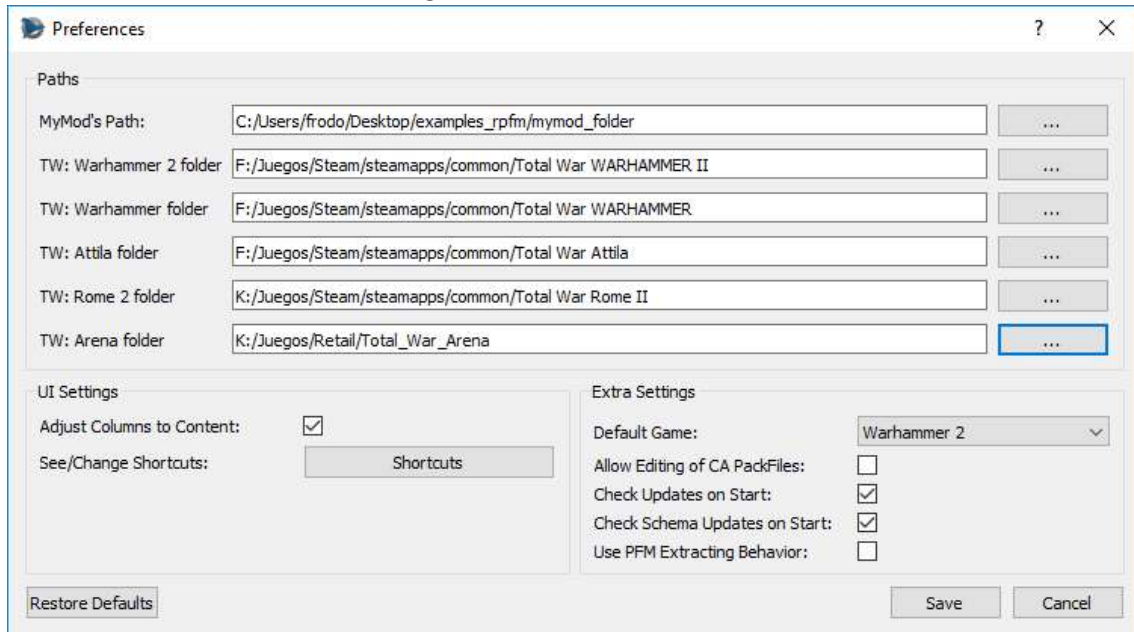 Preferences ? X
Paths
MyMod's Path: C:/Users/frodo/Desktop/examples_rpfm/mymod_folder ...
TW: Warhammer 2 folder F:/Juegos/Steam/steamapps/common/Total War WARHAMMER II ...
TW: Warhammer folder F:/Juegos/Steam/steamapps/common/Total War WARHAMMER ...
TW: Attila folder F:/Juegos/Steam/steamapps/common/Total War Attila ...
TW: Rome 2 folder K:/Juegos/Steam/steamapps/common/Total War Rome II ...
TW: Arena folder K:/Juegos/Retail/Total_War_Arena ...
UI Settings
Adjust Columns to Content:
See/Change Shortcuts: Shortcuts
Extra Settings
Default Game: Warhammer 2
Allow Editing of CA PackFiles:
Check Updates on Start:
Check Schema Updates on Start:
Use PFM Extracting Behavior:
Restore Defaults Save Cancel